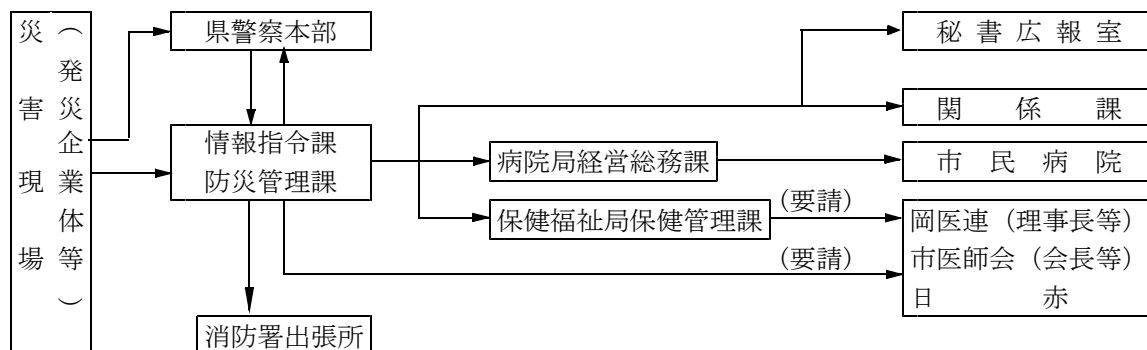 災害現場
(発災企業体等)
県警察本部
情報指令課
防災管理課
消防署出張所
病院局経営総務課
保健福祉局保健管理課
(要請)
(要請)
秘書広報室
関係課
市民病院
岡医連(理事長等)
市医師会(会長等)
日赤